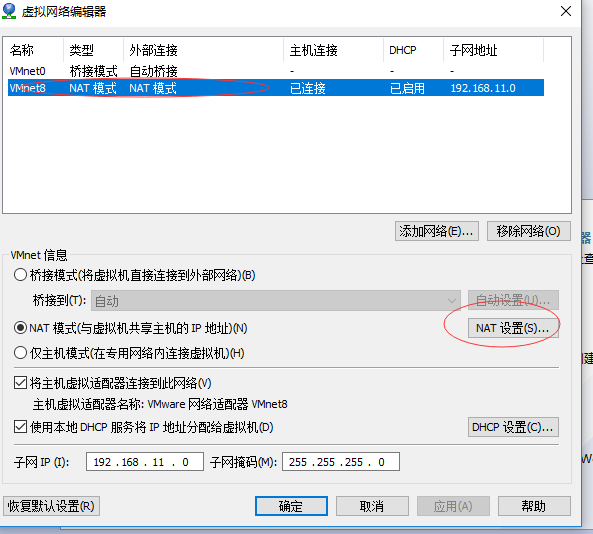 虚拟网络编辑器
名称 类型 外部连接 主机连接 DHCP 子网地址
VMnet0 桥接模式 自动桥接 - - -
VMnet8 NAT 模式 NAT 模式 已连接 已启用 192.168.11.0
添加网络(E)... 移除网络(O)
VMnet 信息
桥接模式(将虚拟机直接连接到外部网络)(B)
桥接到(T): 自动 自动设置(U)...
NAT 模式(与虚拟机共享主机的 IP 地址)(N) NAT 设置(S)...
仅主机模式(在专用网络内连接虚拟机)(H)
将主机虚拟适配器连接到此网络(V)
主机虚拟适配器名称: VMware 网络适配器 VMnet8
使用本地 DHCP 服务将 IP 地址分配给虚拟机(D) DHCP 设置(C)...
子网 IP (I): 192 .168 . 11 . 0 子网掩码(M): 255 .255 .255 . 0
恢复默认设置(R) 确定 取消 应用(A) 帮助